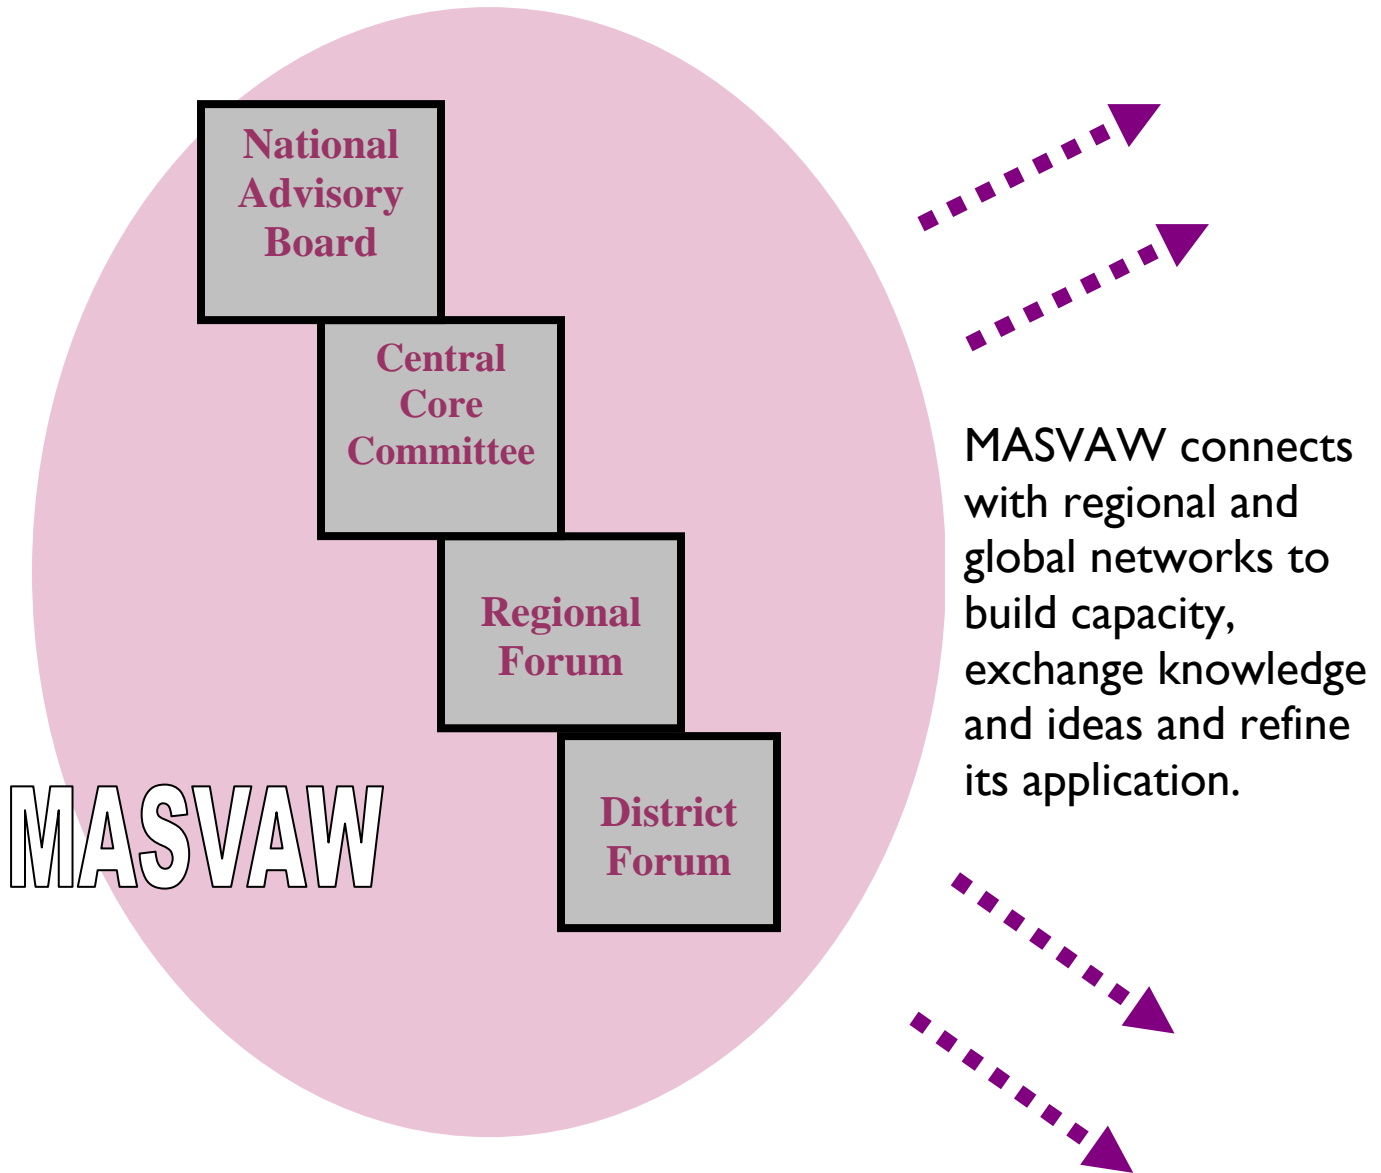 National
Advisory
Board
Central
Core
Committee
Regional
Forum
District
Forum
MASVAW
MASVAW connects
with regional and
global networks to
build capacity,
exchange knowledge
and ideas and refine
its application.